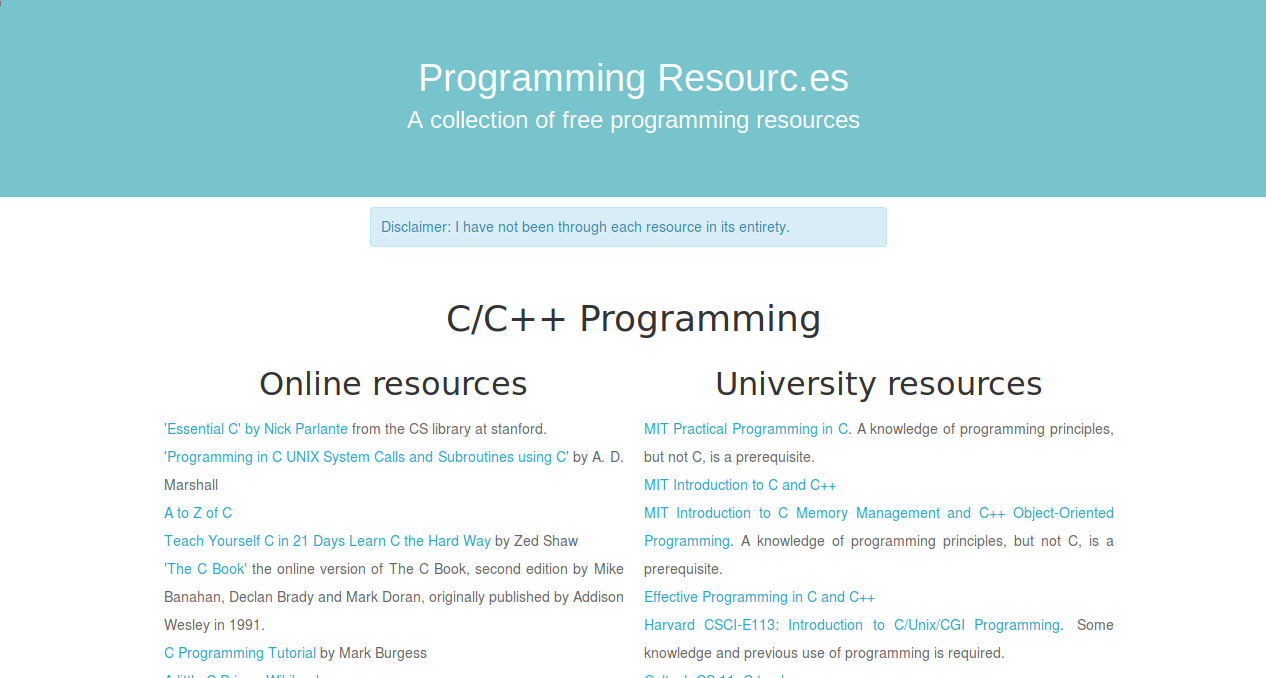 Programming Resourc.es
A collection of free programming resources
Disclaimer: I have not been through each resource in its entirety.
C/C++ Programming
Online resources
'Essential C' by Nick Parlante from the CS library at stanford.
'Programming in C UNIX System Calls and Subroutines using C' by A. D.
Marshall
A to Z of C
Teach Yourself C in 21 Days Learn C the Hard Way by Zed Shaw
'The C Book' the online version of The C Book, second edition by Mike
Banahan, Declan Brady and Mark Doran, originally published by Addison
Wesley in 1991.
C Programming Tutorial by Mark Burgess
University resources
MIT Practical Programming in C. A knowledge of programming principles,
but not C, is a prerequisite.
MIT Introduction to C and C++
MIT Introduction to C Memory Management and C++ Object-Oriented
Programming. A knowledge of programming principles, but not C, is a
prerequisite.
Effective Programming in C and C++
Harvard CSCI-E113: Introduction to C/Unix/CGI Programming. Some
knowledge and previous use of programming is required.